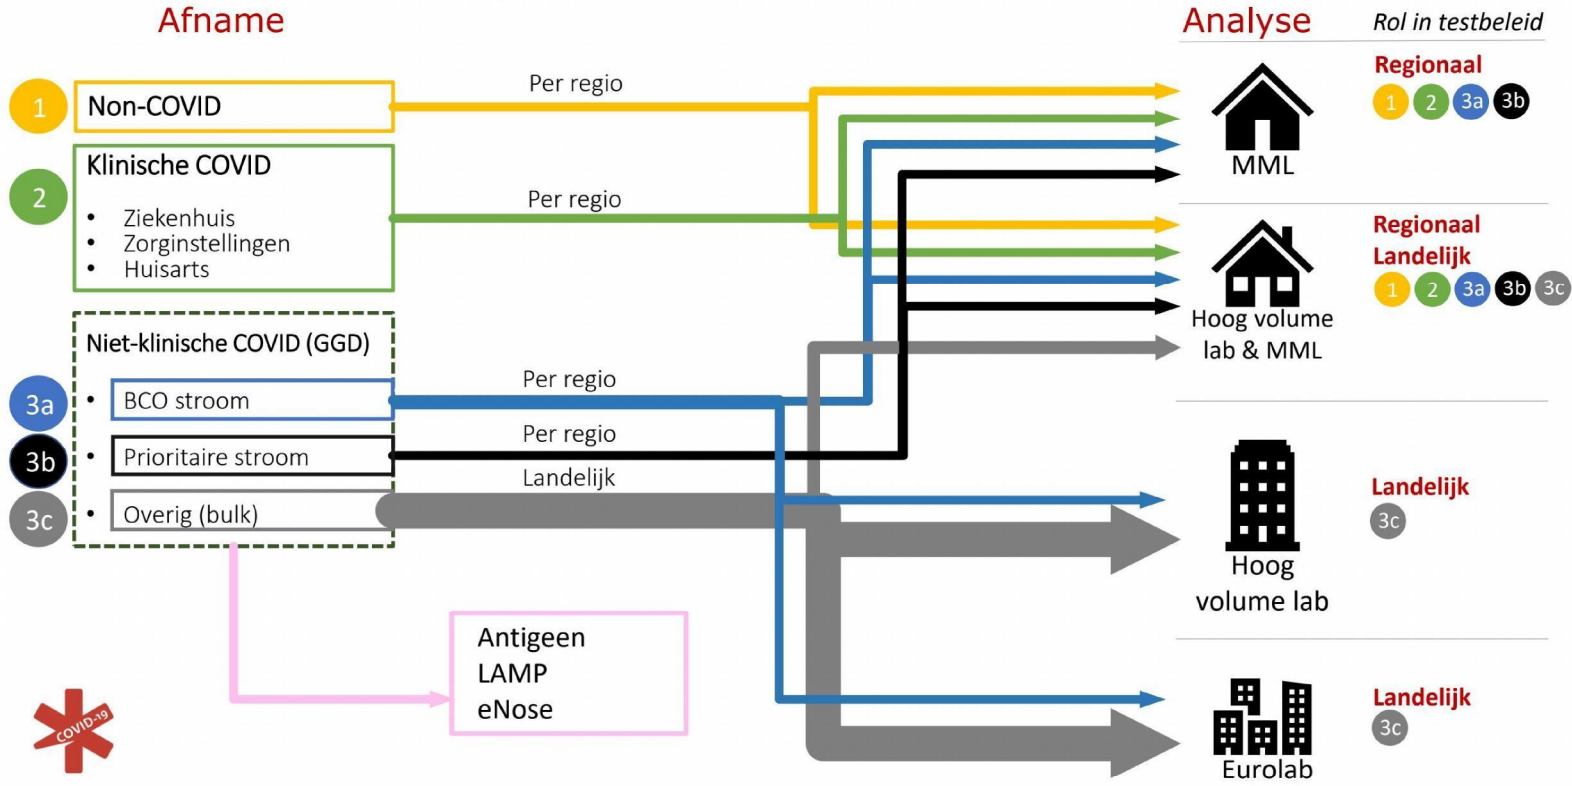 Afname
Analyse
Rol in testbeleid
1
Non-COVID
Per regio
2
Klinische COVID
• Ziekenhuis
• Zorginstellingen
• Huisarts
Per regio
Niet-klinische COVID (GGD)
3a
• BCO stroom
Per regio
3b
• Prioritaire stroom
Per regio
3c
• Overig (bulk)
Landelijk
Antigeen
LAMP
eNose
MML
Regionaal
1 2 3a 3b
Hoog volume
lab & MML
Regionaal
Landelijk
1 2 3a 3b 3c
Hoog
volume lab
Landelijk
3c
Eurolab
Landelijk
3c
COVID-19